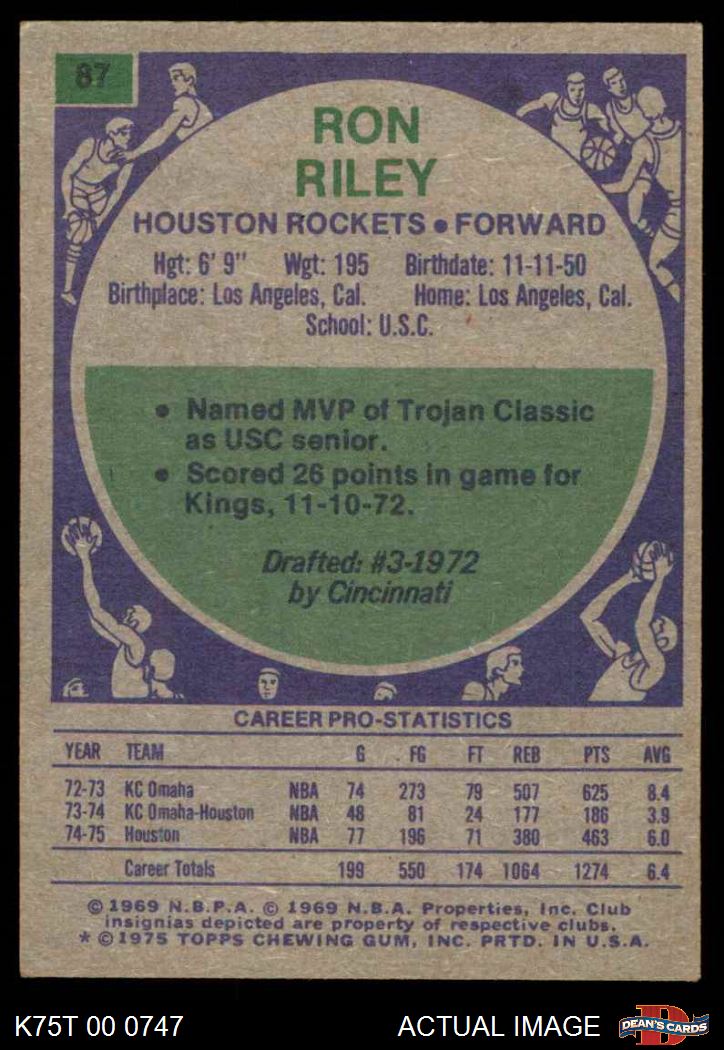 87
RON
RILEY
HOUSTON ROCKETS • FORWARD
Hgt: 6' 9" Wgt: 195 Birthdate: 11-11-50
Birthplace: Los Angeles, Cal. Home: Los Angeles, Cal.
School: U.S.C.
• Named MVP of Trojan Classic
as USC senior.
• Scored 26 points in game for
Kings, 11-10-72.
Drafted: #3-1972
by Cincinnati
CAREER PRO-STATISTICS
YEAR TEAM G FG FT REB PTS AVG
72-73 KC Omaha NBA 74 273 79 507 625 8.4
73-74 KC Omaha-Houston NBA 48 81 24 177 186 3.9
74-75 Houston NBA 77 196 71 380 463 6.0
Career Totals 199 550 174 1064 1274 6.4
© 1969 N.B.P.A. © 1969 N.B.A. Properties, Inc. Club
insignias depicted are property of respective clubs.
* © 1975 TOPPS CHEWING GUM, INC. PRTD. IN U.S.A.
K75T 00 0747 ACTUAL IMAGE
D
DEAN'S CARDS